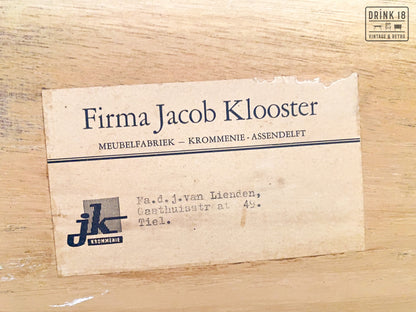 DRINK 18
VINTAGE & RETRO
Firma Jacob Klooster
MEUBELFABRIEK – KROMMENIE - ASSENDELFT
Fa.d.j.van Lienden,
Gasthuisstraat 49.
Tiel.
jk
KROMMENIE